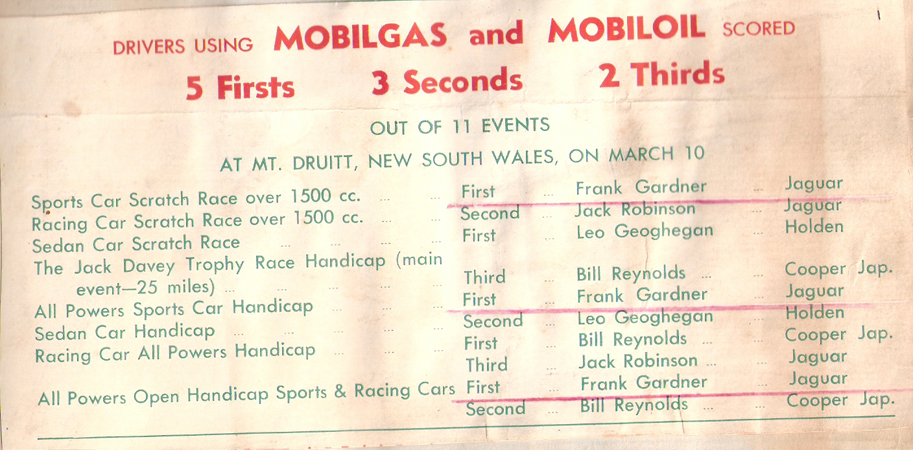 DRIVERS USING MOBILGAS and MOBILOIL SCORED
5 Firsts 3 Seconds 2 Thirds
OUT OF 11 EVENTS
AT MT. DRUITT, NEW SOUTH WALES, ON MARCH 10
Sports Car Scratch Race over 1500 cc. ... ... First ... Frank Gardner ... Jaguar
Racing Car Scratch Race over 1500 cc. ... ... Second ... Jack Robinson ... Jaguar
Sedan Car Scratch Race ... ... ... First ... Leo Geoghegan ... Holden
The Jack Davey Trophy Race Handicap (main
event—25 miles) ... ... ... Third ... Bill Reynolds ... ... Cooper Jap.
All Powers Sports Car Handicap ... ... First ... Frank Gardner ... Jaguar
Sedan Car Handicap ... ... ... ... Second ... Leo Geoghegan ... Holden
Racing Car All Powers Handicap ... ... First ... Bill Reynolds ... ... Cooper Jap.
Third ... Jack Robinson ... ... Jaguar
All Powers Open Handicap Sports & Racing Cars First ... Frank Gardner ... Jaguar
Second ... Bill Reynolds ... ... Cooper Jap.